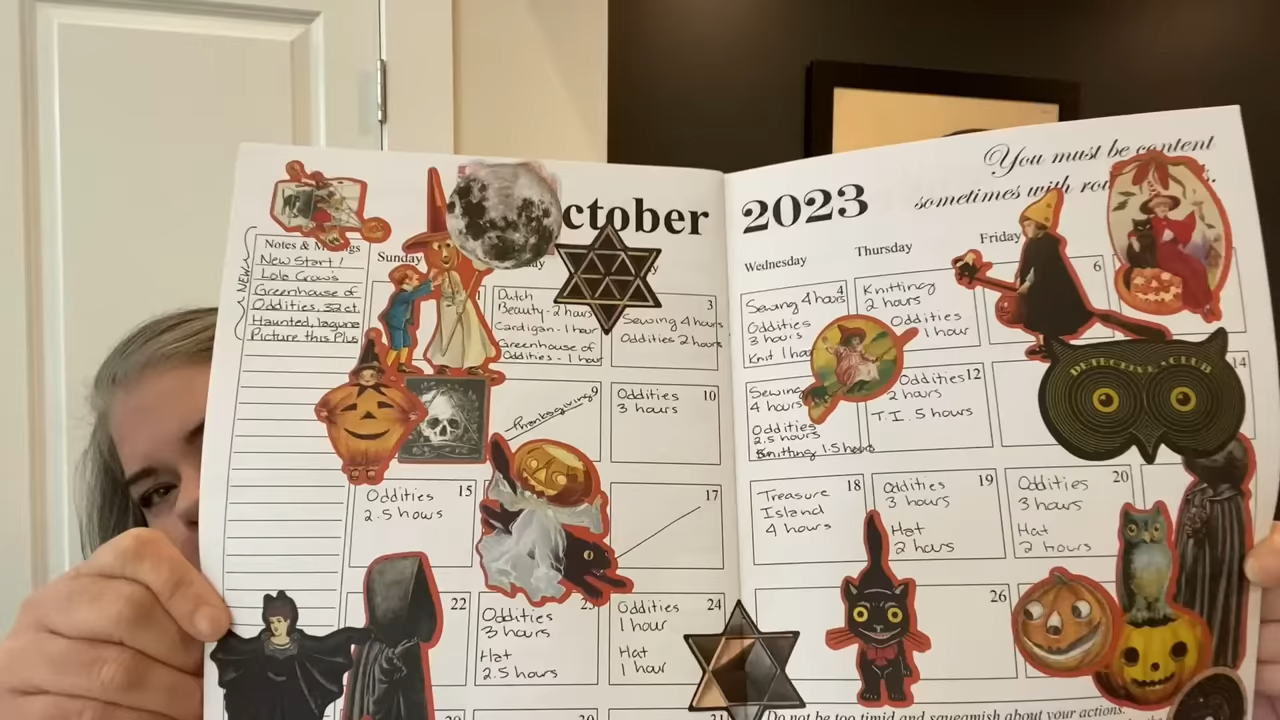 ctober 2023
You must be content
sometimes with
Notes & M
Sunday
Wednesday
Thursday
Friday
NEW
New Start!
Lola Crow's
Greenhouse of
Oddities, 52ct.
Haunted, lagune
Picture this Plus
1
Dutch
Beauty - 2 hours
Cardigan - 1 hour
Greenhouse of
Oddities - 1 hour
3
Sewing 4 hours
Oddities 2 hours
4
Sewing 4 hours
Oddities
3 hours
Knit 1 hour
Knitting
2 hours
Oddities
1 hour
6
9
Thanksgiving
10
Oddities
3 hours
Sewing
4 hours
Oddities
2.5 hours
Knitting 1.5 hours
12
Oddities
2 hours
T.I. 5 hours
DETECTIVE CLUB
14
15
Oddities
2.5 hours
17
18
Treasure
Island
4 hours
19
Oddities
3 hours
Hat
2 hours
20
Oddities
3 hours
Hat
2 hours
22
23
Oddities
3 hours
Hat
2.5 hours
24
Oddities
1 hour
Hat
1 hour
26
29
30
31
Do not be too timid and squeamish about your actions.